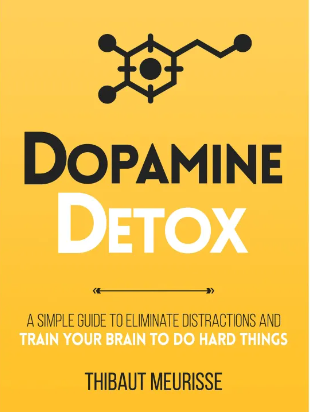 DOPAMINE
DETOX
A SIMPLE GUIDE TO ELIMINATE DISTRACTIONS AND
TRAIN YOUR BRAIN TO DO HARD THINGS
THIBAUT MEURISSE